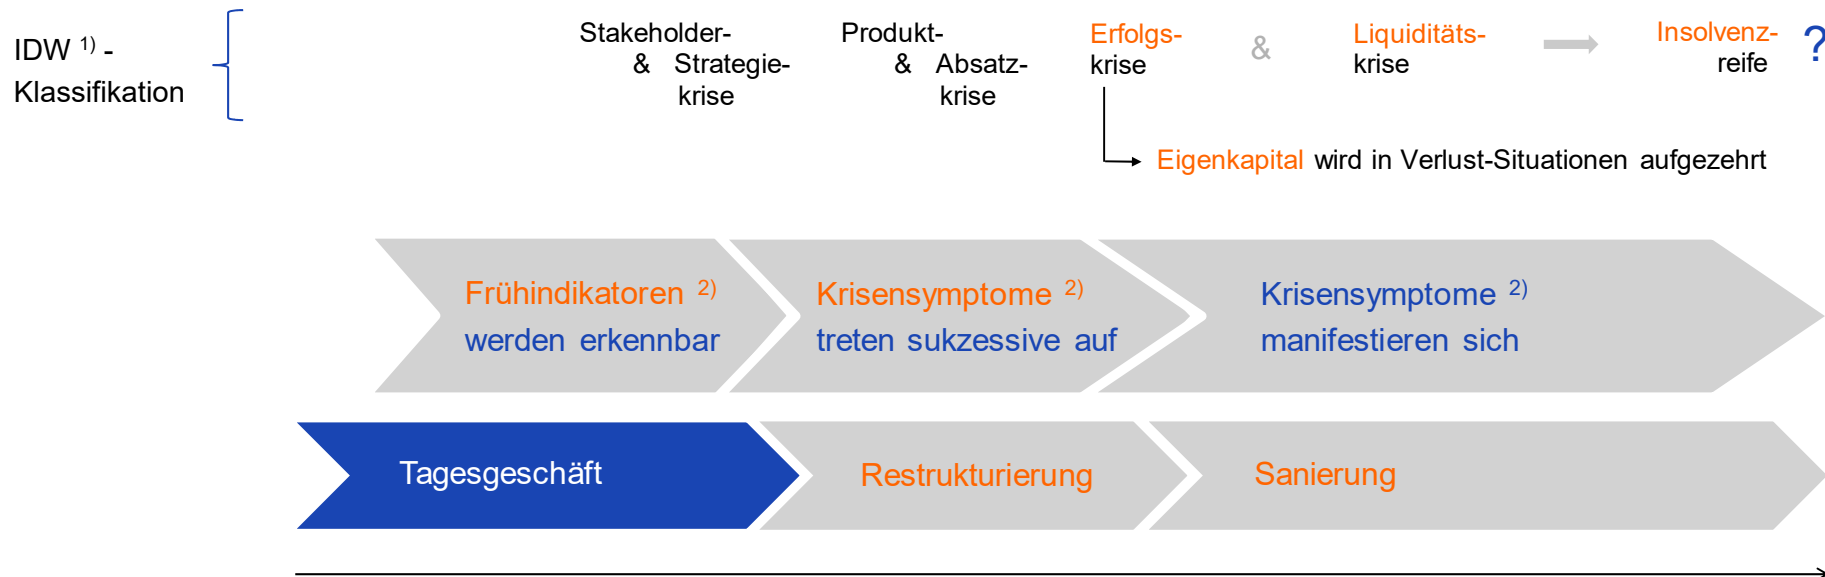 IDW 1) -
Klassifikation
Stakeholder-
& Strategie-
krise
Produkt-
& Absatz-
krise
Erfolgs-
krise
&
Liquiditäts-
krise
Insolvenz-
reife
?
Eigenkapital wird in Verlust-Situationen aufgezehrt
Frühindikatoren 2)
werden erkennbar
Krisensymptome 2)
treten sukzessive auf
Krisensymptome 2)
manifestieren sich
Tagesgeschäft
Restrukturierung
Sanierung